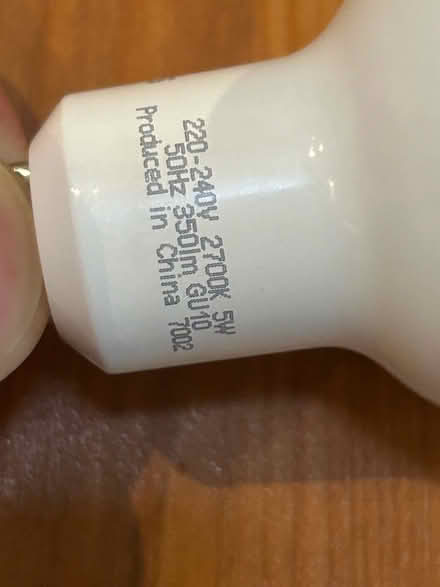 220-240V 2700K 5W
50Hz 350lm GU10
Produced in China 7002